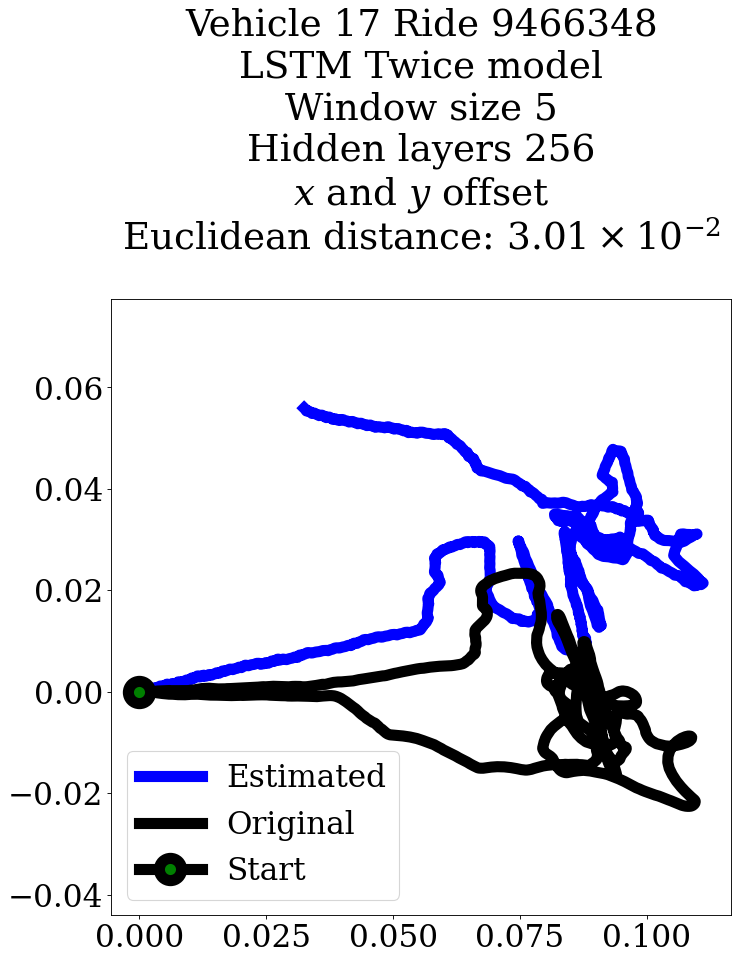 Vehicle 17 Ride 9466348
LSTM Twice model
Window size 5
Hidden layers 256
x and y offset
Euclidean distance: 3.01 × 10⁻²
0.06
0.04
0.02
0.00
−0.02
−0.04
Estimated
Original
Start
0.000 0.025 0.050 0.075 0.100